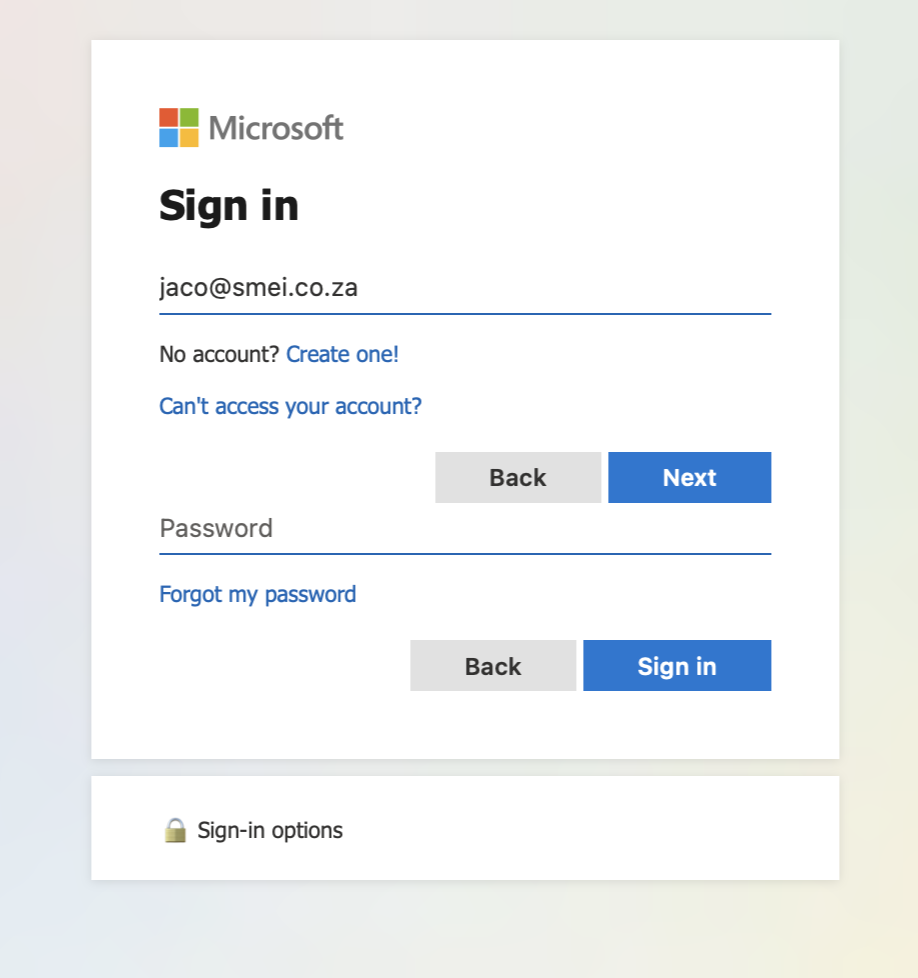 Microsoft
Sign in
jaco@smei.co.za
No account? Create one!
Can't access your account?
Back Next
Password
Forgot my password
Back Sign in
Sign-in options